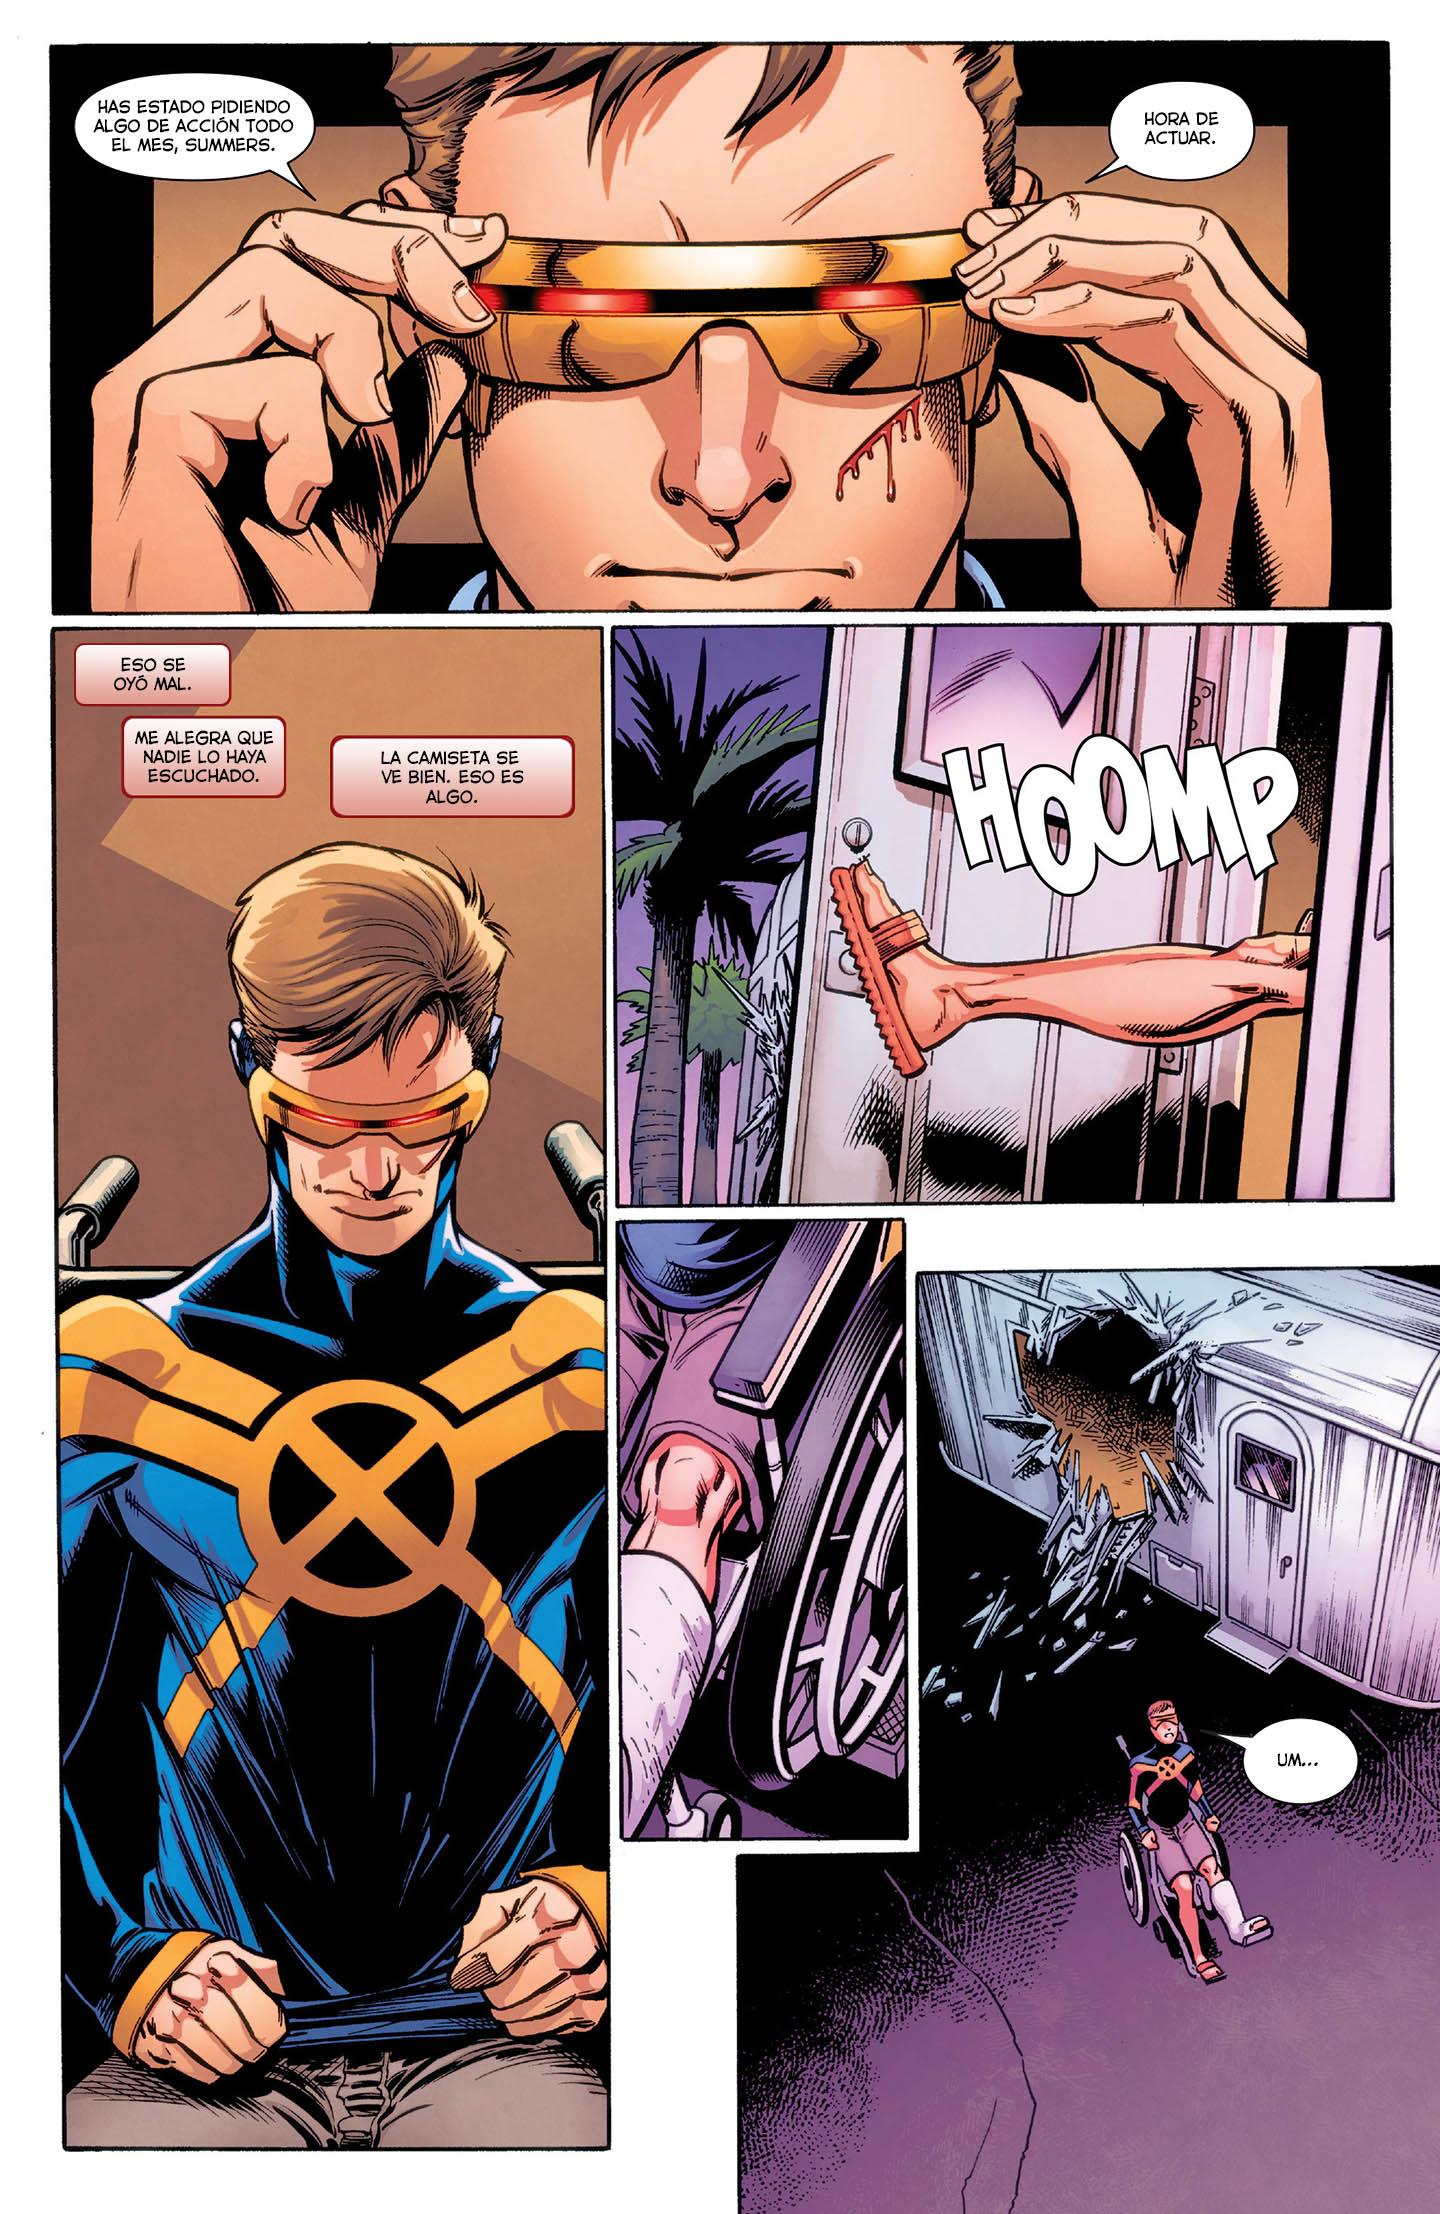 HAS ESTADO PIDIENDO
ALGO DE ACCIÓN TODO
EL MES, SUMMERS.
HORA DE
ACTUAR.
ESO SE
OYÓ MAL.
ME ALEGRA QUE
NADIE LO HAYA
ESCUCHADO.
LA CAMISETA SE
VE BIEN. ESO ES
ALGO.
HOOMP
UM...